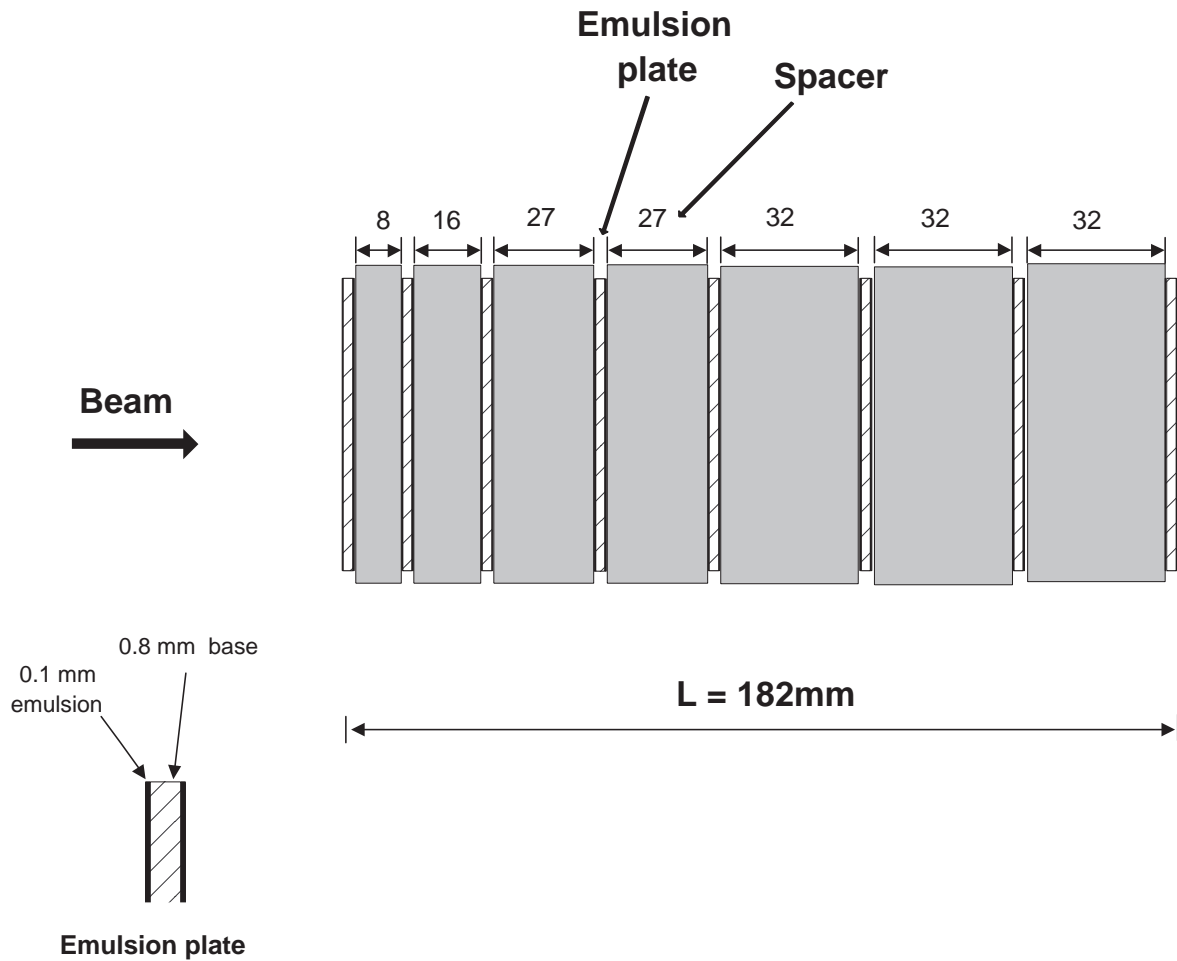 Emulsion
plate
Spacer
8 16 27 27 32 32 32
Beam
0.8 mm base
0.1 mm
emulsion
L = 182mm
Emulsion plate